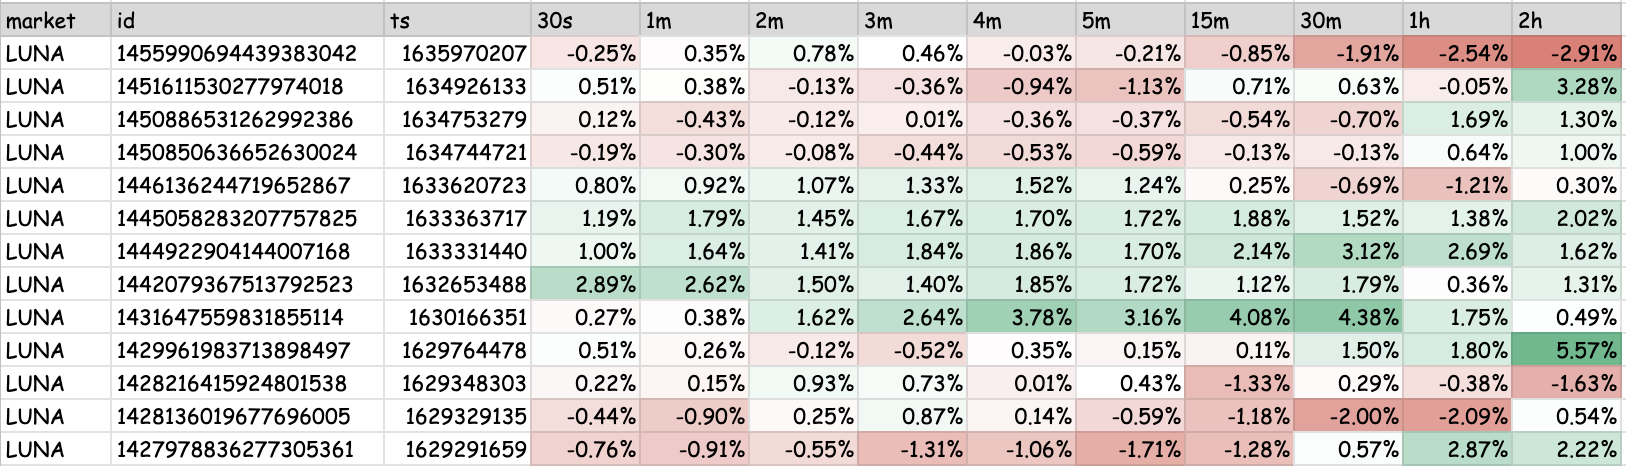 market id ts 30s 1m 2m 3m 4m 5m 15m 30m 1h 2h
LUNA 1455990694439383042 1635970207 -0.25% 0.35% 0.78% 0.46% -0.03% -0.21% -0.85% -1.91% -2.54% -2.91%
LUNA 1451611530277974018 1634926133 0.51% 0.38% -0.13% -0.36% -0.94% -1.13% 0.71% 0.63% -0.05% 3.28%
LUNA 1450886531262992386 1634753279 0.12% -0.43% -0.12% 0.01% -0.36% -0.37% -0.54% -0.70% 1.69% 1.30%
LUNA 1450850636652630024 1634744721 -0.19% -0.30% -0.08% -0.44% -0.53% -0.59% -0.13% -0.13% 0.64% 1.00%
LUNA 1446136244719652867 1633620723 0.80% 0.92% 1.07% 1.33% 1.52% 1.24% 0.25% -0.69% -1.21% 0.30%
LUNA 1445058283207757825 1633363717 1.19% 1.79% 1.45% 1.67% 1.70% 1.72% 1.88% 1.52% 1.38% 2.02%
LUNA 1444922904144007168 1633331440 1.00% 1.64% 1.41% 1.84% 1.86% 1.70% 2.14% 3.12% 2.69% 1.62%
LUNA 1442079367513792523 1632653488 2.89% 2.62% 1.50% 1.40% 1.85% 1.72% 1.12% 1.79% 0.36% 1.31%
LUNA 1431647559831855114 1630166351 0.27% 0.38% 1.62% 2.64% 3.78% 3.16% 4.08% 4.38% 1.75% 0.49%
LUNA 1429961983713898497 1629764478 0.51% 0.26% -0.12% -0.52% 0.35% 0.15% 0.11% 1.50% 1.80% 5.57%
LUNA 1428216415924801538 1629348303 0.22% 0.15% 0.93% 0.73% 0.01% 0.43% -1.33% 0.29% -0.38% -1.63%
LUNA 1428136019677696005 1629329135 -0.44% -0.90% 0.25% 0.87% 0.14% -0.59% -1.18% -2.00% -2.09% 0.54%
LUNA 1427978836277305361 1629291659 -0.76% -0.91% -0.55% -1.31% -1.06% -1.71% -1.28% 0.57% 2.87% 2.22%